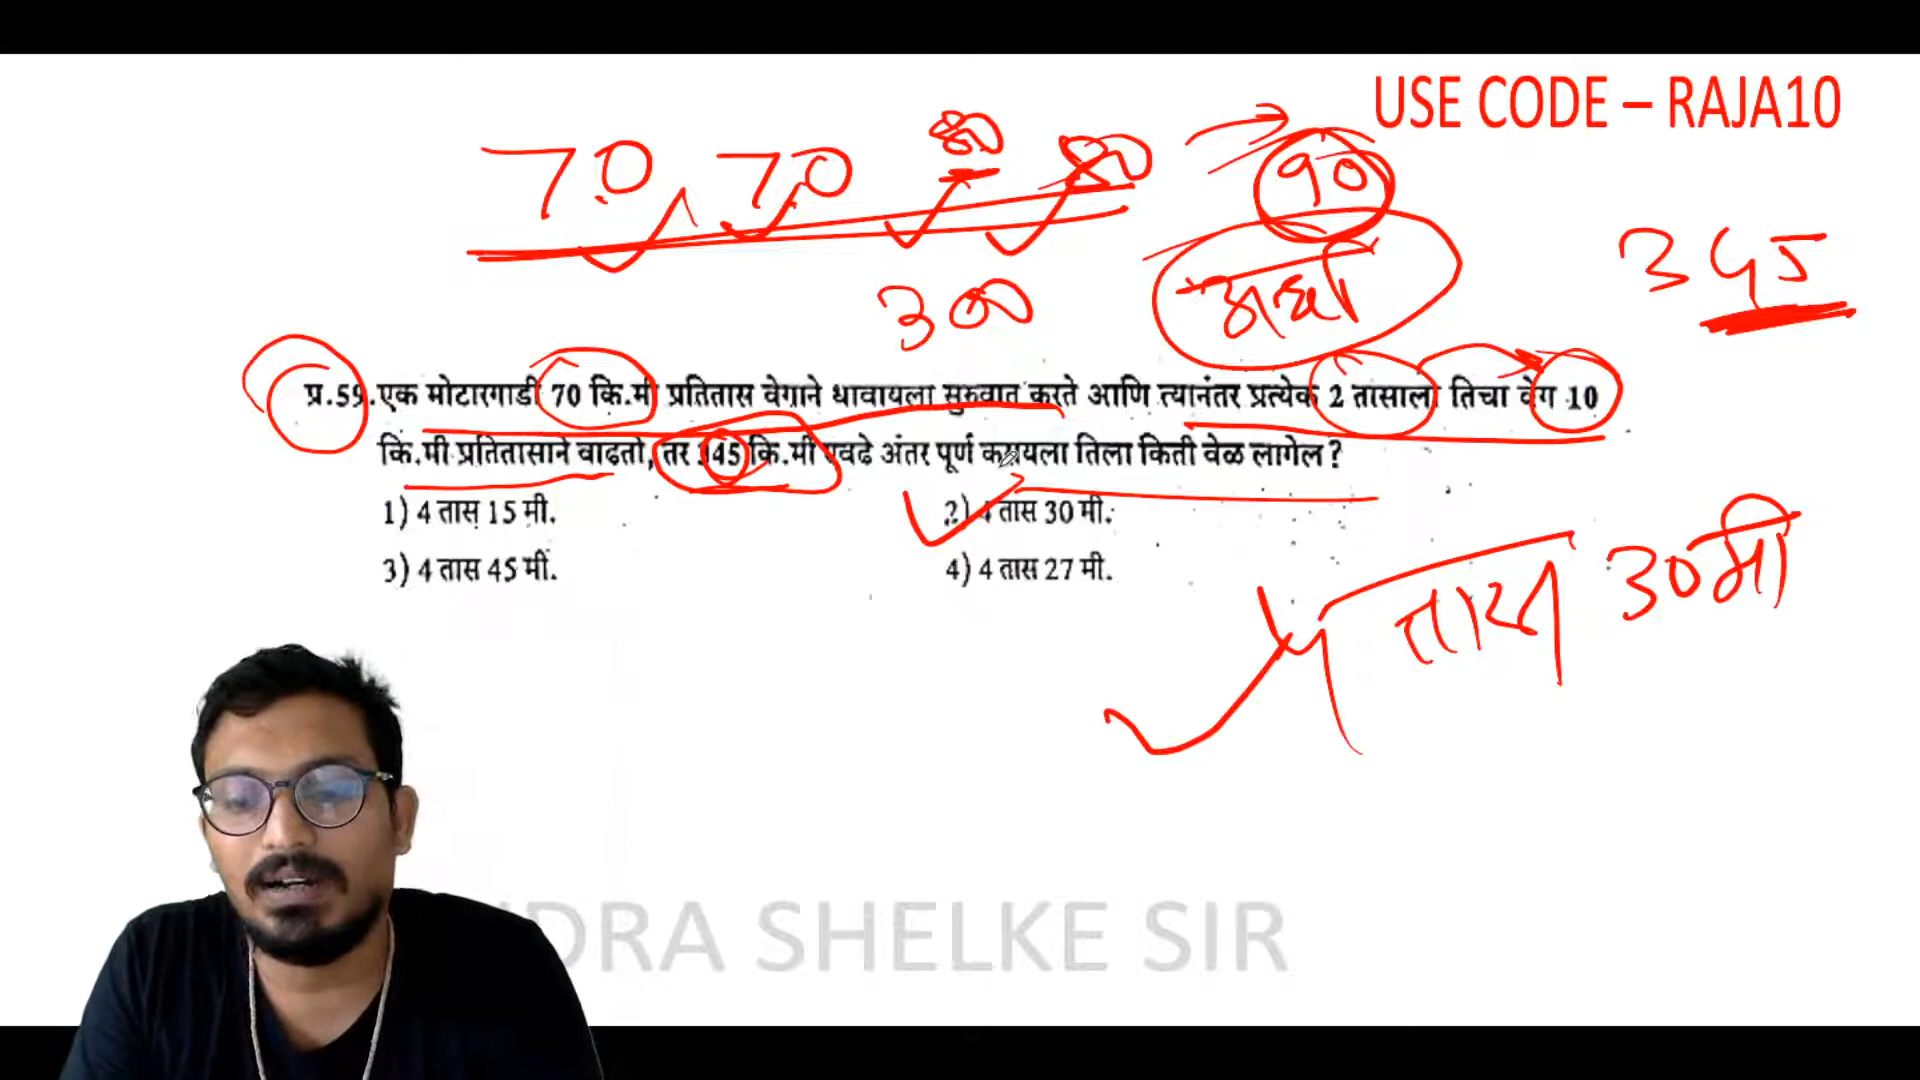 USE CODE – RAJA10
70 70 80 80 90
अर्धा
345
300
प्र.59. एक मोटारगाडी 70 कि.मी प्रतितास वेगाने धावायला सुरुवात करते आणि त्यानंतर प्रत्येक 2 तासाला तिचा वेग 10
कि.मी प्रतितासाने वाढतो, तर 345 कि.मी एवढे अंतर पूर्ण करायला तिला किती वेळ लागेल ?
1) 4 तास 15 मी.
2) 4 तास 30 मी.
3) 4 तास 45 मी.
4) 4 तास 27 मी.
तास 30मी
DRA SHELKE SIR